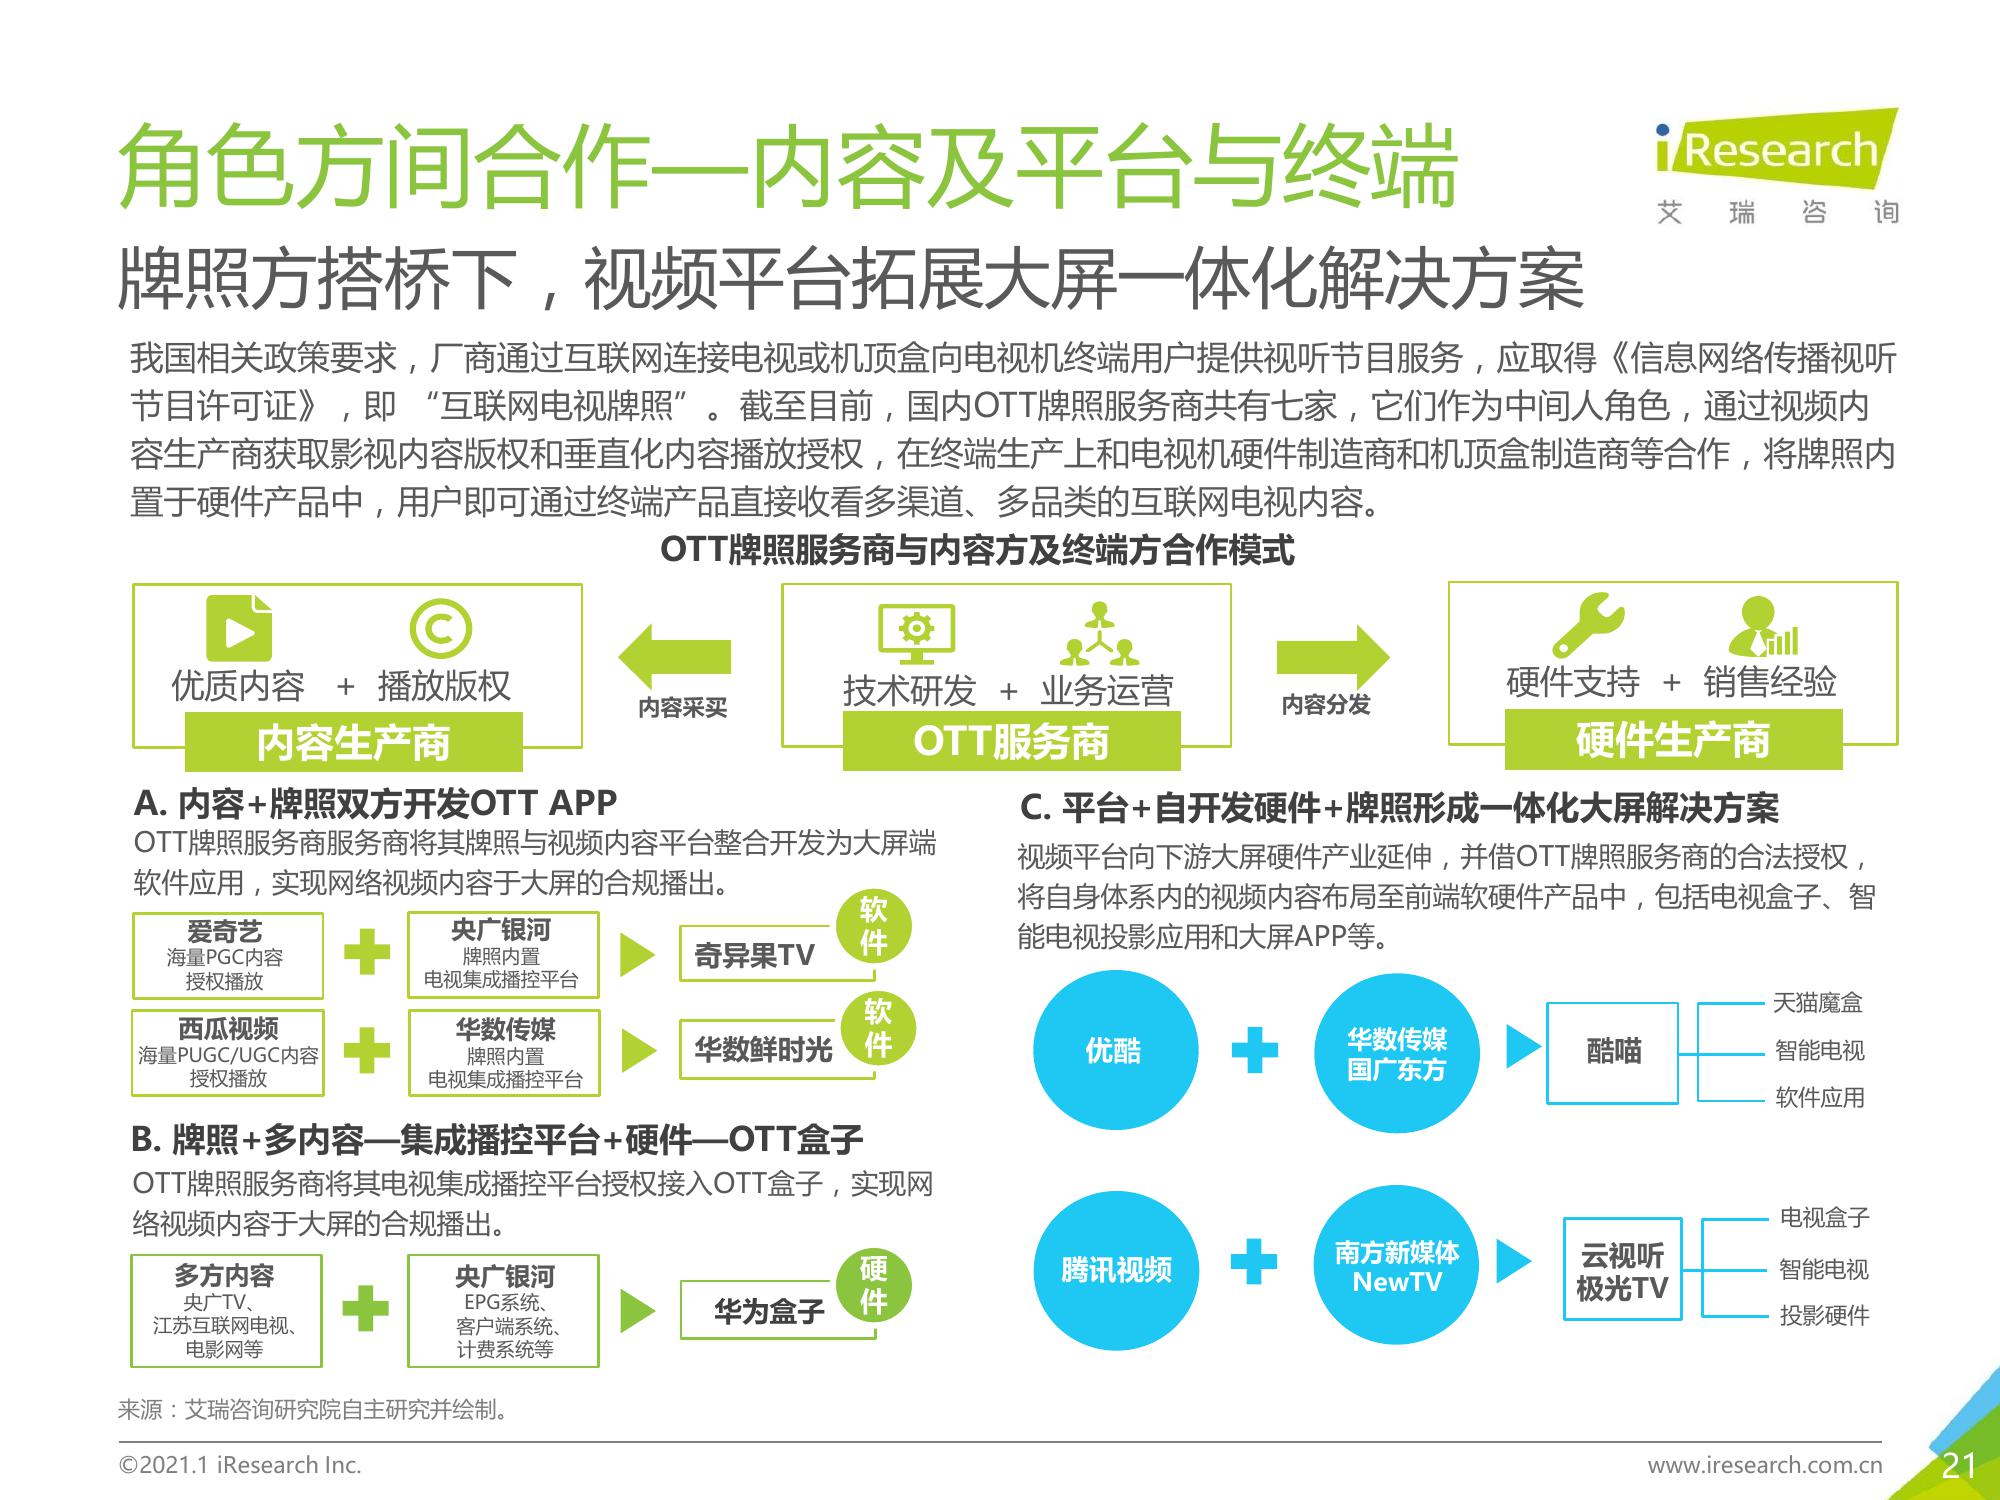 角色方间合作—内容及平台与终端
iResearch
艾瑞咨询
牌照方搭桥下，视频平台拓展大屏一体化解决方案
我国相关政策要求，厂商通过互联网连接电视或机顶盒向电视机终端用户提供视听节目服务，应取得《信息网络传播视听
节目许可证》，即 “互联网电视牌照” 。截至目前，国内OTT牌照服务商共有七家，它们作为中间人角色，通过视频内
容生产商获取影视内容版权和垂直化内容播放授权，在终端生产上和电视机硬件制造商和机顶盒制造商等合作，将牌照内
置于硬件产品中，用户即可通过终端产品直接收看多渠道、多品类的互联网电视内容。
OTT牌照服务商与内容方及终端方合作模式
优质内容 + 播放版权
内容生产商
内容采买
技术研发 + 业务运营
OTT服务商
内容分发
硬件支持 + 销售经验
硬件生产商
A. 内容+牌照双方开发OTT APP
OTT牌照服务商服务商将其牌照与视频内容平台整合开发为大屏端
软件应用，实现网络视频内容于大屏的合规播出。
爱奇艺
海量PGC内容
授权播放
央广银河
牌照内置
电视集成播控平台
奇异果TV
软
件
西瓜视频
海量PUGC/UGC内容
授权播放
华数传媒
牌照内置
电视集成播控平台
华数鲜时光
软
件
B. 牌照+多内容—集成播控平台+硬件—OTT盒子
OTT牌照服务商将其电视集成播控平台授权接入OTT盒子，实现网
络视频内容于大屏的合规播出。
多方内容
央广TV、
江苏互联网电视、
电影网等
央广银河
EPG系统、
客户端系统、
计费系统等
华为盒子
硬
件
C. 平台+自开发硬件+牌照形成一体化大屏解决方案
视频平台向下游大屏硬件产业延伸，并借OTT牌照服务商的合法授权，
将自身体系内的视频内容布局至前端软硬件产品中，包括电视盒子、智
能电视投影应用和大屏APP等。
优酷
华数传媒
国广东方
酷喵
天猫魔盒
智能电视
软件应用
腾讯视频
南方新媒体
NewTV
云视听
极光TV
电视盒子
智能电视
投影硬件
来源：艾瑞咨询研究院自主研究并绘制。
©2021.1 iResearch Inc.
www.iresearch.com.cn
21